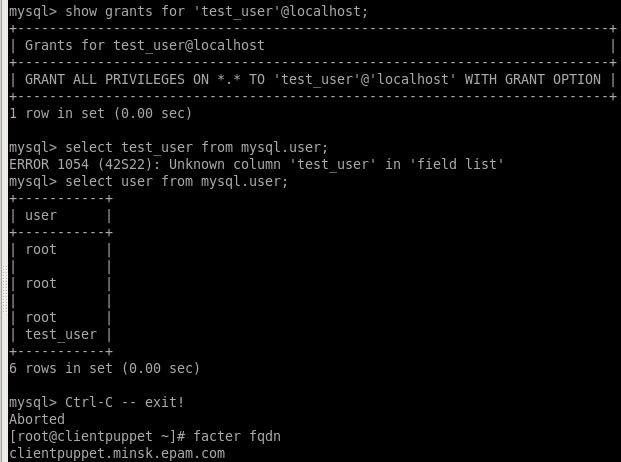 mysql> show grants for 'test_user'@localhost;
+-----------------------------------------------------------------------+
| Grants for test_user@localhost                                        |
+-----------------------------------------------------------------------+
| GRANT ALL PRIVILEGES ON *.* TO 'test_user'@'localhost' WITH GRANT OPTION |
+-----------------------------------------------------------------------+
1 row in set (0.00 sec)

mysql> select test_user from mysql.user;
ERROR 1054 (42S22): Unknown column 'test_user' in 'field list'
mysql> select user from mysql.user;
+-----------+
| user      |
+-----------+
| root      |
|           |
| root      |
|           |
| root      |
| test_user |
+-----------+
6 rows in set (0.00 sec)

mysql> Ctrl-C -- exit!
Aborted
[root@clientpuppet ~]# facter fqdn
clientpuppet.minsk.epam.com